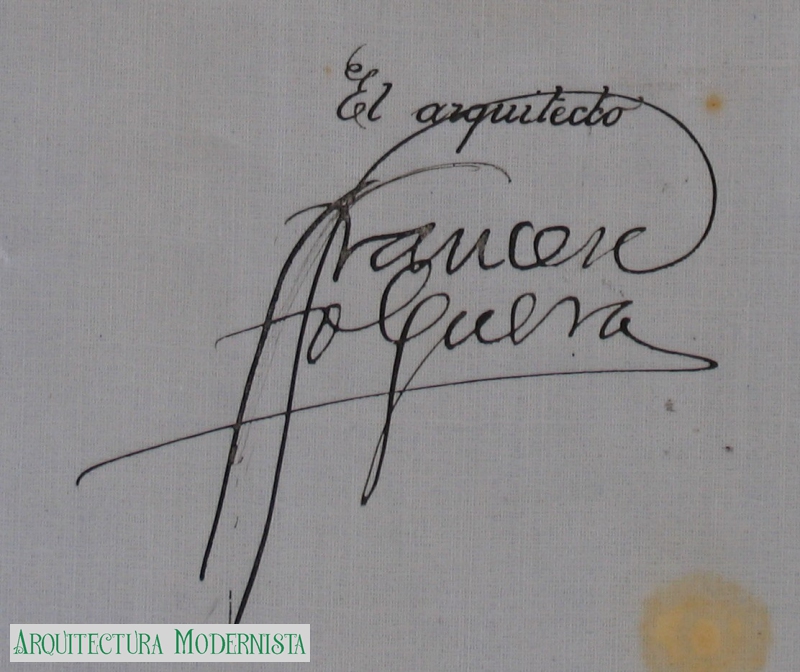 El arquitecto
Francesc
Folguera
Arquitectura Modernista